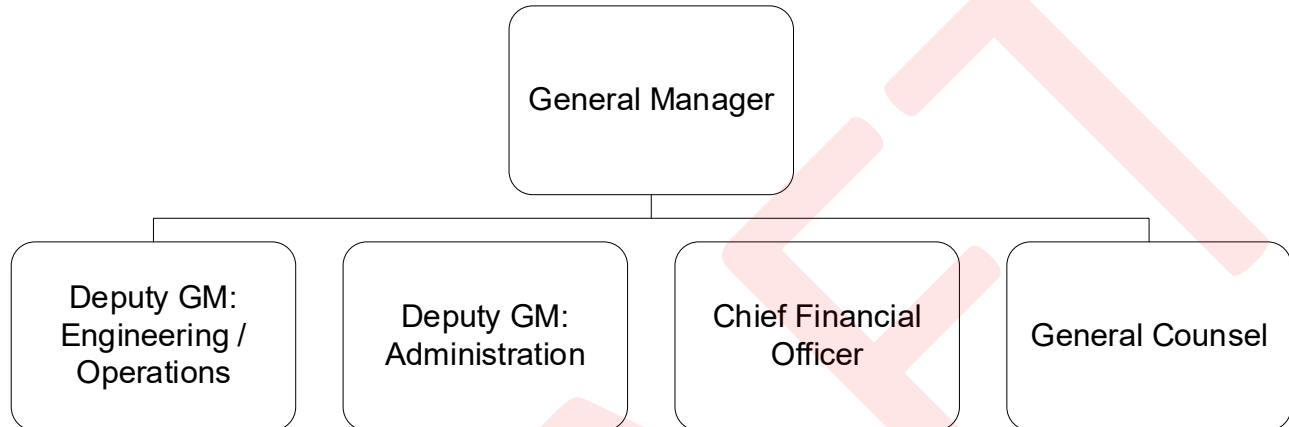 General Manager
Deputy GM:
Engineering /
Operations
Deputy GM:
Administration
Chief Financial
Officer
General Counsel